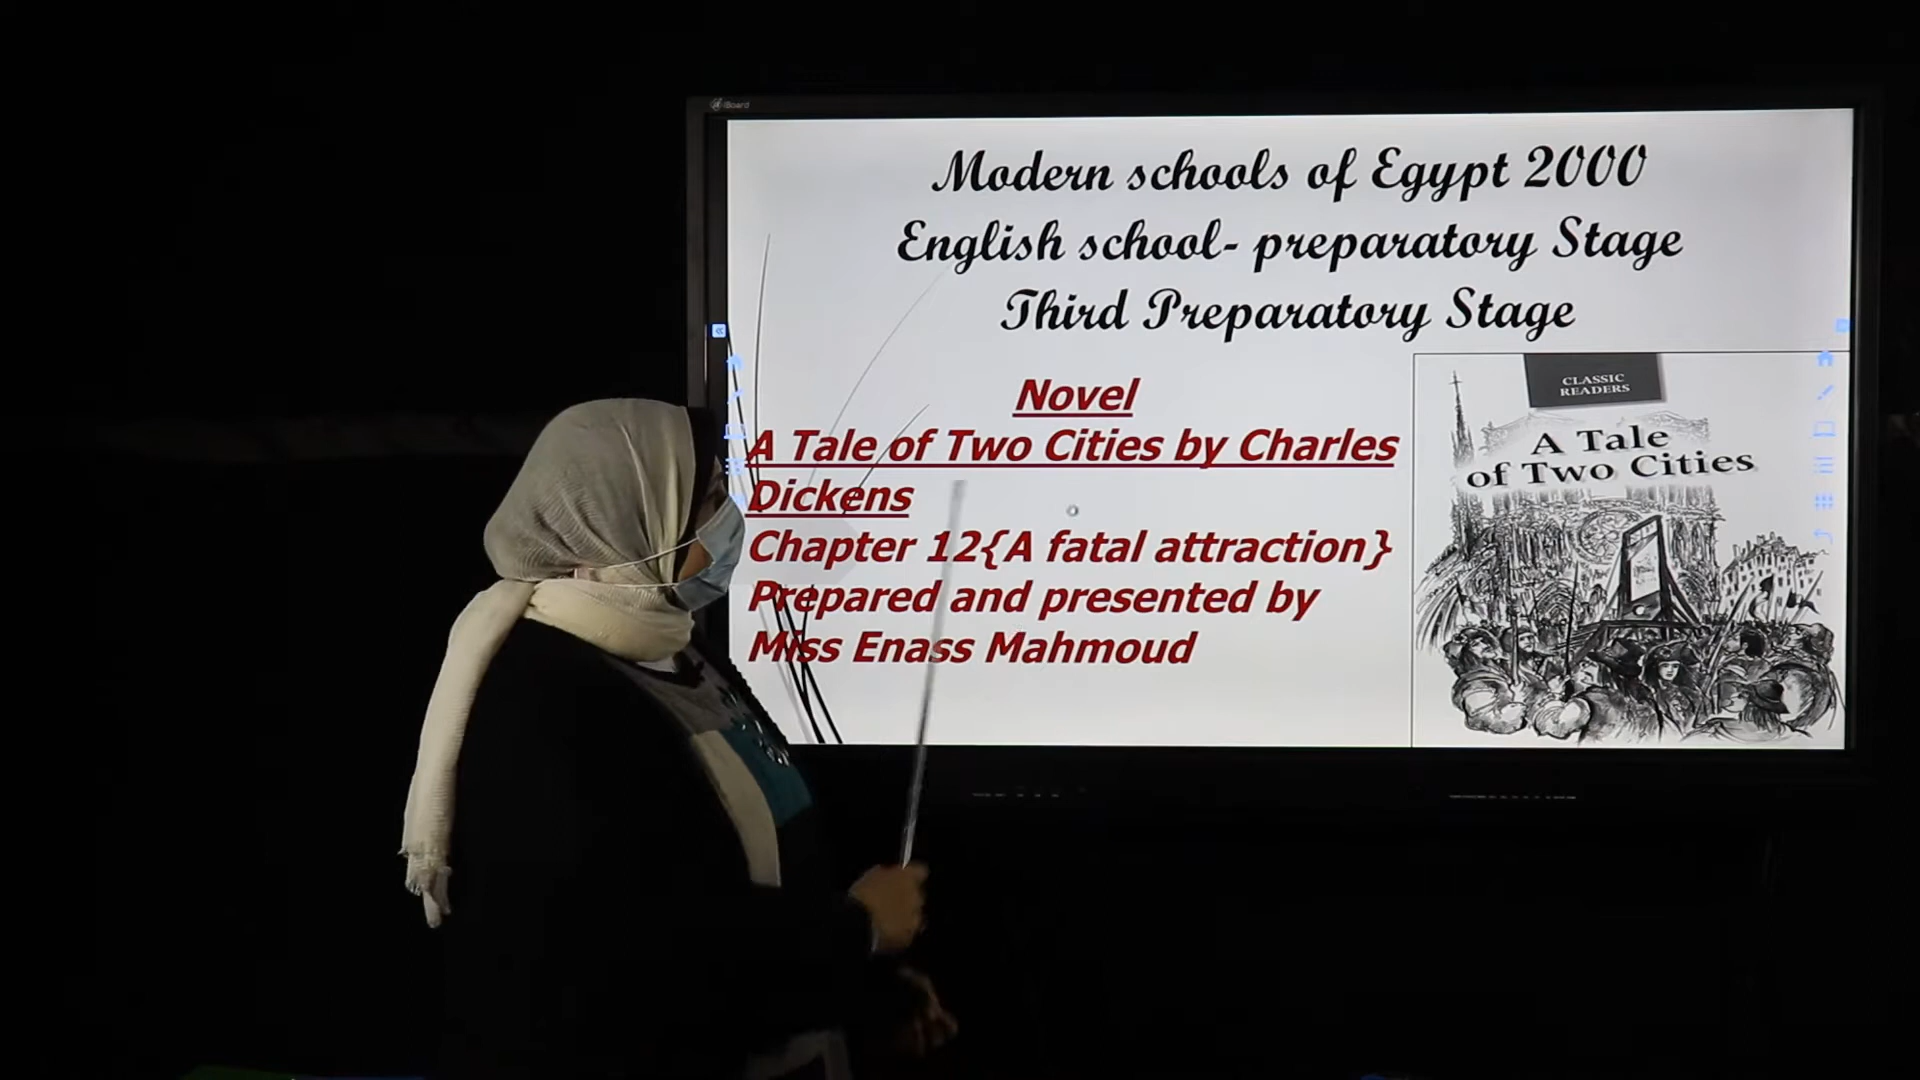 iBoard
Modern schools of Egypt 2000
English school- preparatory Stage
Third Preparatory Stage
Novel
A Tale of Two Cities by Charles
Dickens
Chapter 12{A fatal attraction}
Prepared and presented by
Miss Enass Mahmoud
CLASSIC
READERS
A Tale
of Two Cities